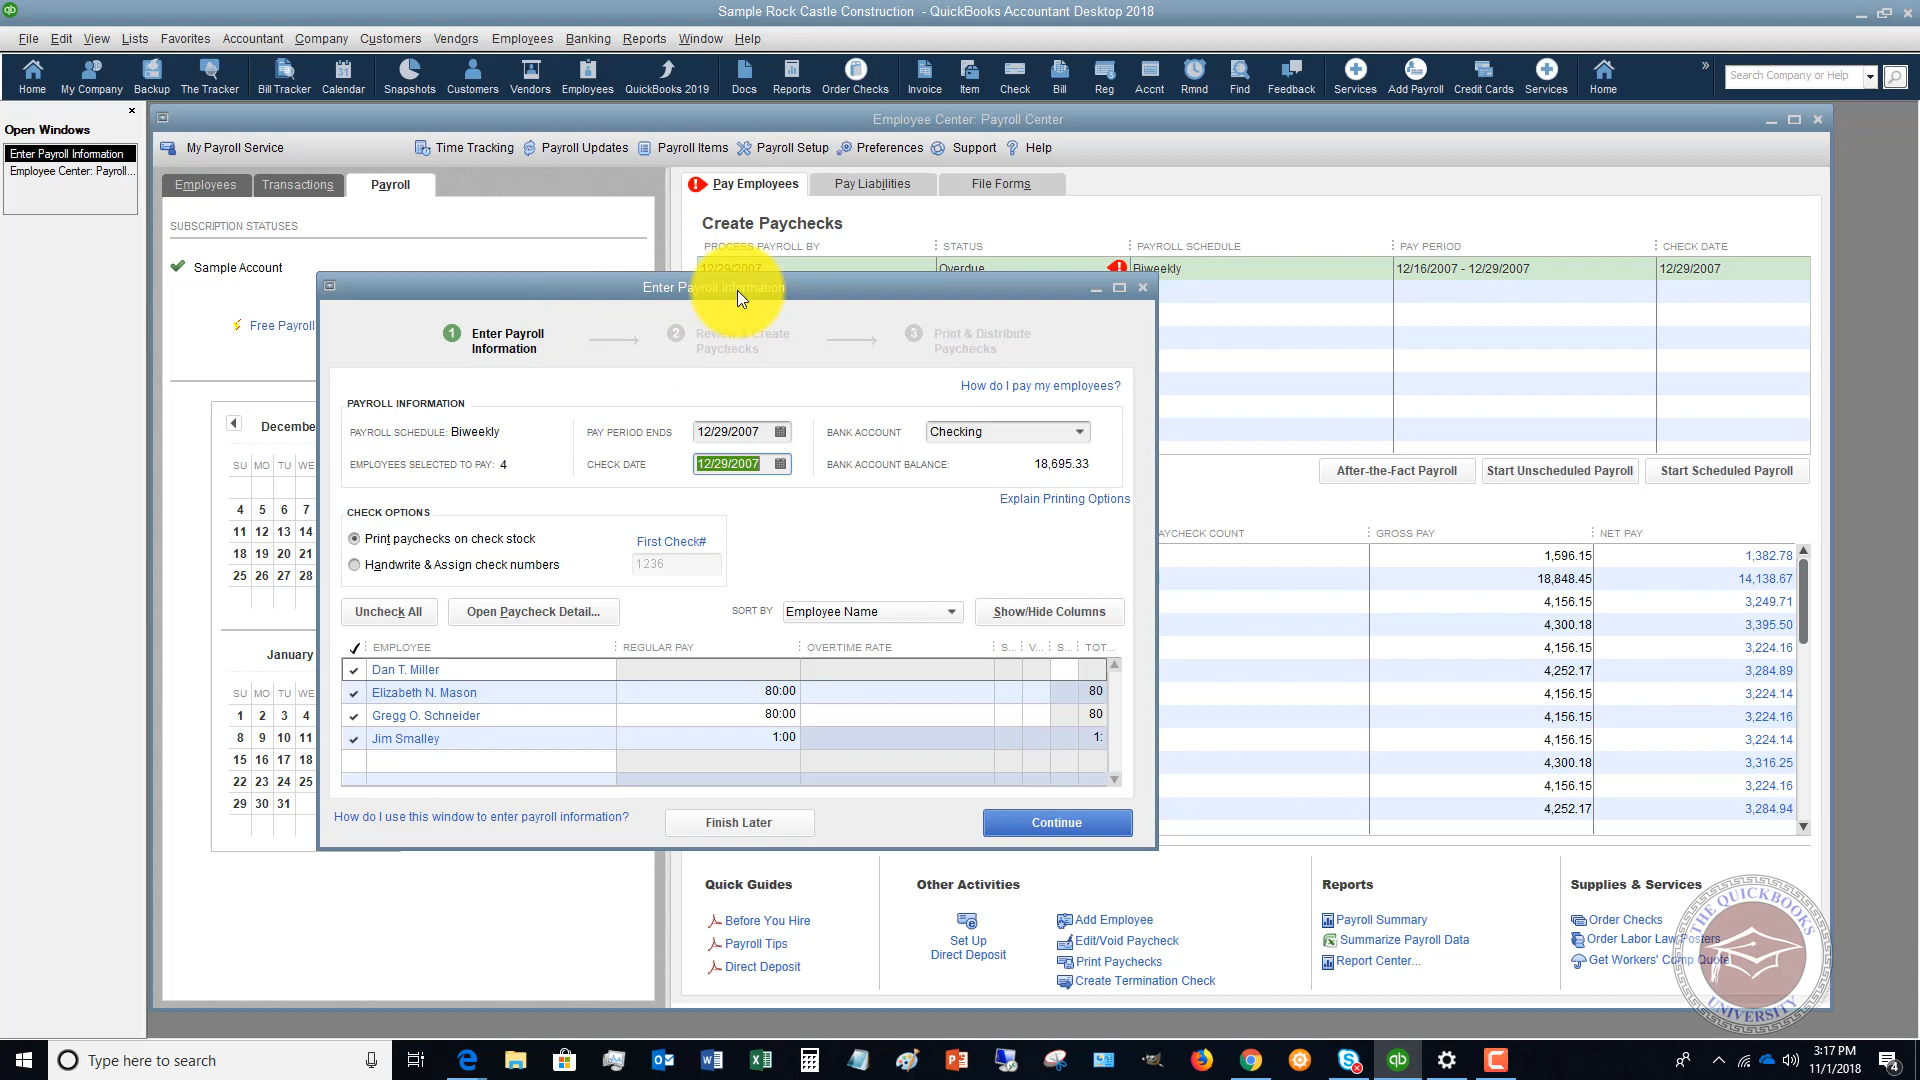 Sample Rock Castle Construction - QuickBooks Accountant Desktop 2018
File Edit View Lists Favorites Accountant Company Customers Vendors Employees Banking Reports Window Help
Home My Company Backup The Tracker Bill Tracker Calendar Snapshots Customers Vendors Employees QuickBooks 2019 Docs Reports Order Checks Invoice Item Check Bill Reg Accnt Rmnd Find Feedback Services Add Payroll Credit Cards Services Home
Search Company or Help
Open Windows
Enter Payroll Information
Employee Center: Payroll...
Employee Center: Payroll Center
My Payroll Service Time Tracking Payroll Updates Payroll Items Payroll Setup Preferences Support Help
Employees Transactions Payroll
SUBSCRIPTION STATUSES
Sample Account
Free Payroll
Decembe
SU MO TU WE
4 5 6 7
11 12 13 14
18 19 20 21
25 26 27 28
January
SU MO TU WE
1 2 3 4
8 9 10 11
15 16 17 18
22 23 24 25
29 30 31
Pay Employees Pay Liabilities File Forms
Create Paychecks
PROCESS PAYROLL BY STATUS PAYROLL SCHEDULE PAY PERIOD CHECK DATE
12/29/2007 Overdue Biweekly 12/16/2007 - 12/29/2007 12/29/2007
After-the-Fact Payroll Start Unscheduled Payroll Start Scheduled Payroll
AYCHECK COUNT GROSS PAY NET PAY
1,596.15 1,382.78
18,848.45 14,138.67
4,156.15 3,249.71
4,300.18 3,395.50
4,156.15 3,224.16
4,252.17 3,284.89
4,156.15 3,224.14
4,156.15 3,224.16
4,156.15 3,224.14
4,300.18 3,316.25
4,156.15 3,224.16
4,252.17 3,284.94
Enter Payroll Information
1 Enter Payroll Information
2 Review & Create Paychecks
3 Print & Distribute Paychecks
How do I pay my employees?
PAYROLL INFORMATION
PAYROLL SCHEDULE: Biweekly PAY PERIOD ENDS 12/29/2007 BANK ACCOUNT Checking
EMPLOYEES SELECTED TO PAY: 4 CHECK DATE 12/29/2007 BANK ACCOUNT BALANCE: 18,695.33
Explain Printing Options
CHECK OPTIONS
Print paychecks on check stock First Check#
Handwrite & Assign check numbers 1236
Uncheck All Open Paycheck Detail... SORT BY Employee Name Show/Hide Columns
EMPLOYEE REGULAR PAY OVERTIME RATE S... V... S... TOT...
Dan T. Miller
Elizabeth N. Mason 80:00 80
Gregg O. Schneider 80:00 80
Jim Smalley 1:00 1:
How do I use this window to enter payroll information? Finish Later Continue
Quick Guides
Before You Hire
Payroll Tips
Direct Deposit
Other Activities
Set Up
Direct Deposit
Add Employee
Edit/Void Paycheck
Print Paychecks
Create Termination Check
Reports
Payroll Summary
Summarize Payroll Data
Report Center...
Supplies & Services
Order Checks
Order Labor Law Posters
Get Workers' Comp Quote
THE QUICKBOOKS UNIVERSITY
Type here to search
3:17 PM
11/1/2018
4